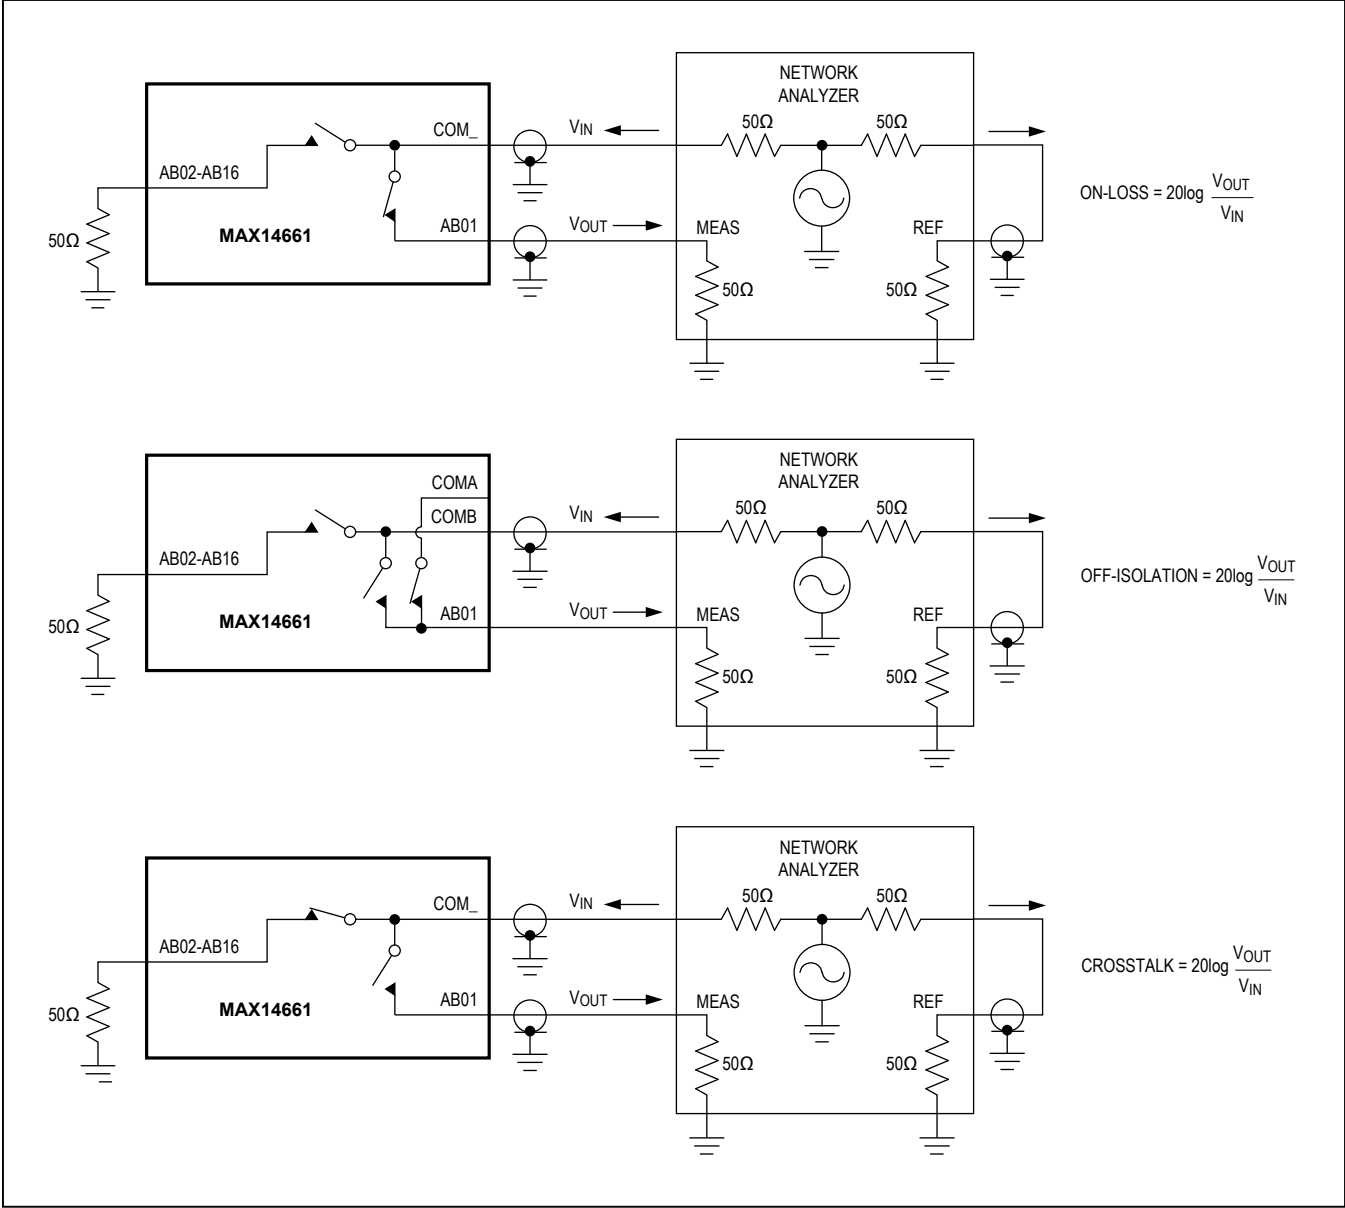 NETWORK
ANALYZER
50Ω
50Ω
COM_
VIN
AB02-AB16
ON-LOSS = 20log VOUT
VIN
50Ω
MAX14661
AB01
VOUT
MEAS
REF
50Ω
50Ω
NETWORK
ANALYZER
COMA
50Ω
50Ω
COMB
VIN
AB02-AB16
OFF-ISOLATION = 20log VOUT
VIN
50Ω
MAX14661
AB01
VOUT
MEAS
REF
50Ω
50Ω
NETWORK
ANALYZER
50Ω
50Ω
COM_
VIN
AB02-AB16
CROSSTALK = 20log VOUT
VIN
50Ω
MAX14661
AB01
VOUT
MEAS
REF
50Ω
50Ω